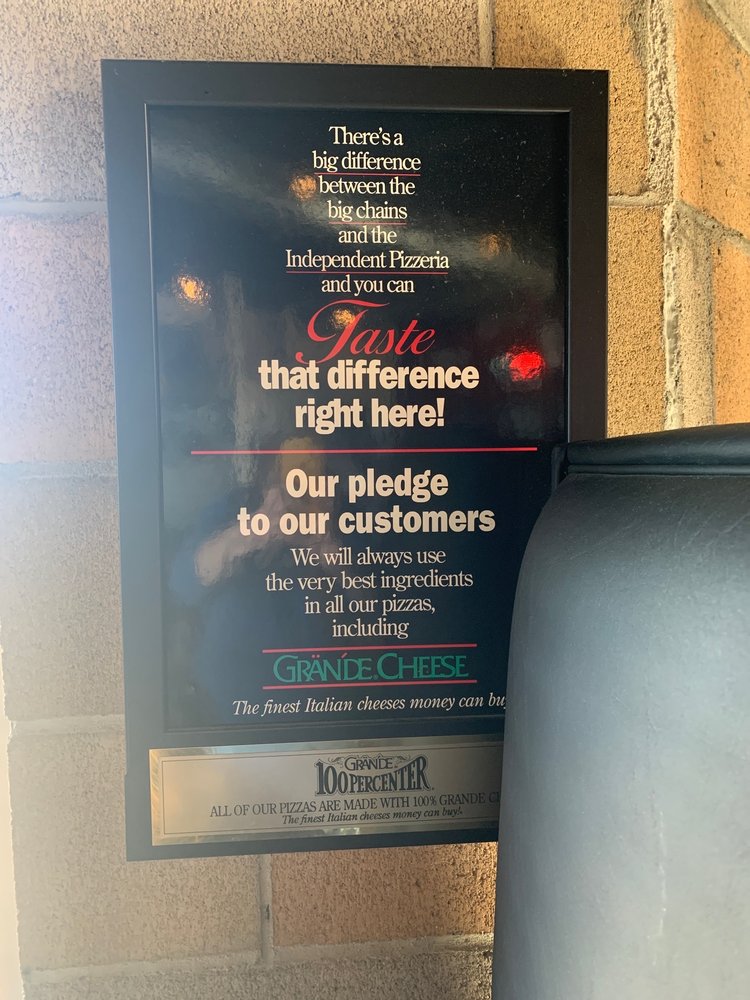 There's a
big difference
between the
big chains
and the
Independent Pizzeria
and you can
Taste
that difference
right here!
Our pledge
to our customers
We will always use
the very best ingredients
in all our pizzas,
including
GRÄNDE CHEESE
The finest Italian cheeses money can
GRÄNDE
100 PERCENTER
ALL OF OUR PIZZAS ARE MADE WITH 100% GRANDE
The finest Italian cheeses money can buy!